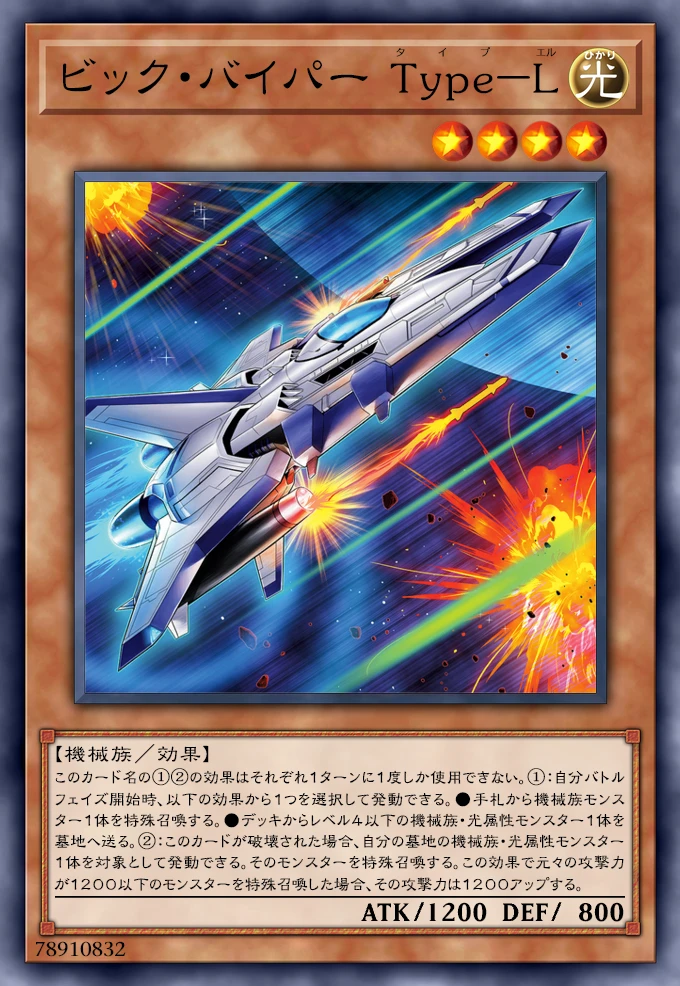 タイプ エル
ビック・バイパー Type－L
ひかり
光
【機械族／効果】
このカード名の①②の効果はそれぞれ1ターンに1度しか使用できない。①：自分バトル
フェイズ開始時、以下の効果から1つを選択して発動できる。●手札から機械族モンス
ター1体を特殊召喚する。●デッキからレベル4以下の機械族・光属性モンスター1体を
墓地へ送る。②：このカードが破壊された場合、自分の墓地の機械族・光属性モンスター
1体を対象として発動できる。そのモンスターを特殊召喚する。この効果で元々の攻撃力
が1200以下のモンスターを特殊召喚した場合、その攻撃力は1200アップする。
ATK/1200 DEF/ 800
78910832